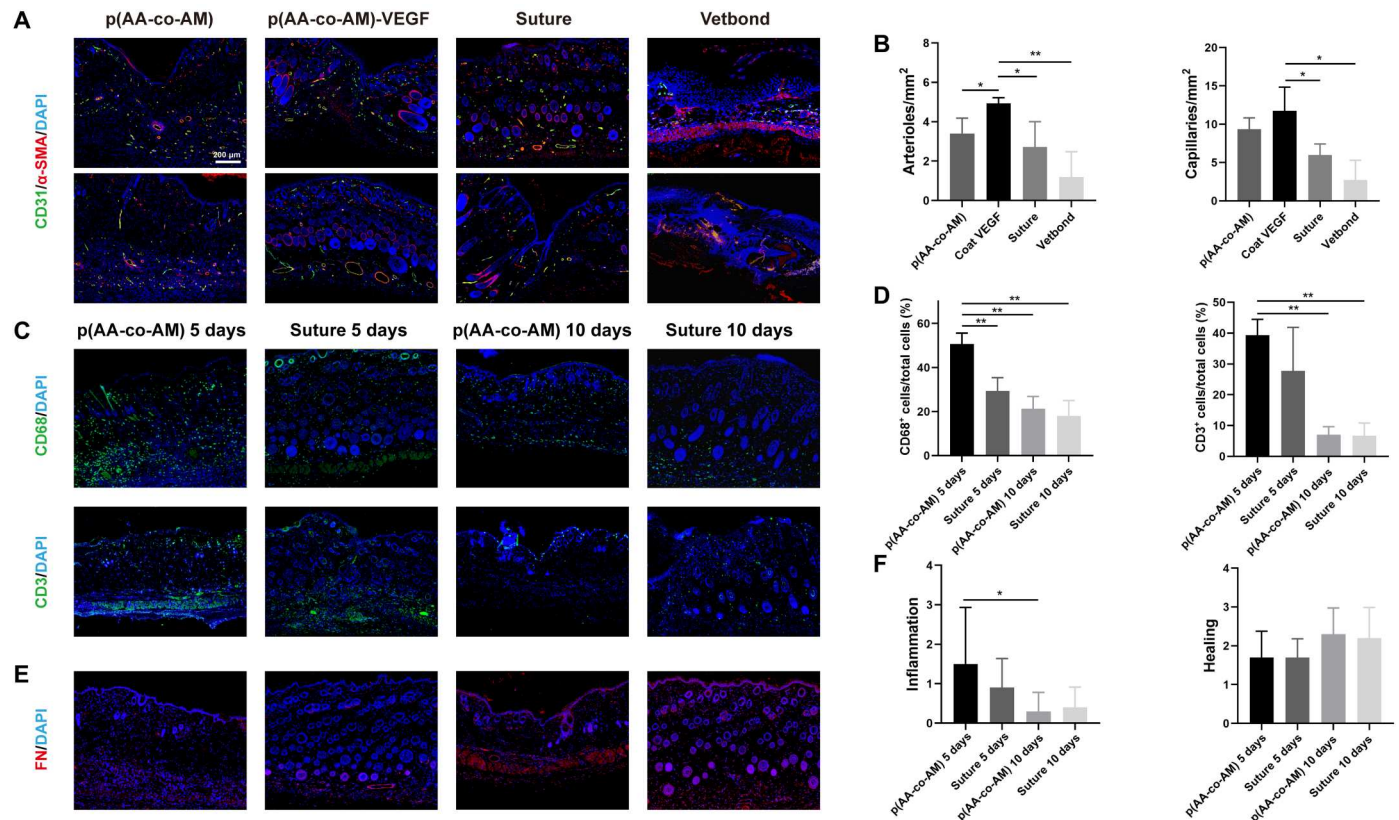 A
p(AA-co-AM)
p(AA-co-AM)-VEGF
Suture
Vetbond
CD31/α-SMA/DAPI
200 µm
B
Arterioles/mm²
8
6
4
2
0
*
*
**
p(AA-co-AM)
Coat VEGF
Suture
Vetbond
Capillaries/mm²
20
15
10
5
0
*
*
p(AA-co-AM)
Coat VEGF
Suture
Vetbond
C
p(AA-co-AM) 5 days
Suture 5 days
p(AA-co-AM) 10 days
Suture 10 days
CD68/DAPI
CD3/DAPI
D
CD68⁺ cells/total cells (%)
60
40
20
0
**
**
**
p(AA-co-AM) 5 days
Suture 5 days
p(AA-co-AM) 10 days
Suture 10 days
CD3⁺ cells/total cells (%)
50
40
30
20
10
0
**
**
p(AA-co-AM) 5 days
Suture 5 days
p(AA-co-AM) 10 days
Suture 10 days
E
FN/DAPI
F
Inflammation
4
3
2
1
0
*
p(AA-co-AM) 5 days
Suture 5 days
p(AA-co-AM) 10 days
Suture 10 days
Healing
4
3
2
1
0
p(AA-co-AM) 5 days
Suture 5 days
p(AA-co-AM) 10 days
Suture 10 days